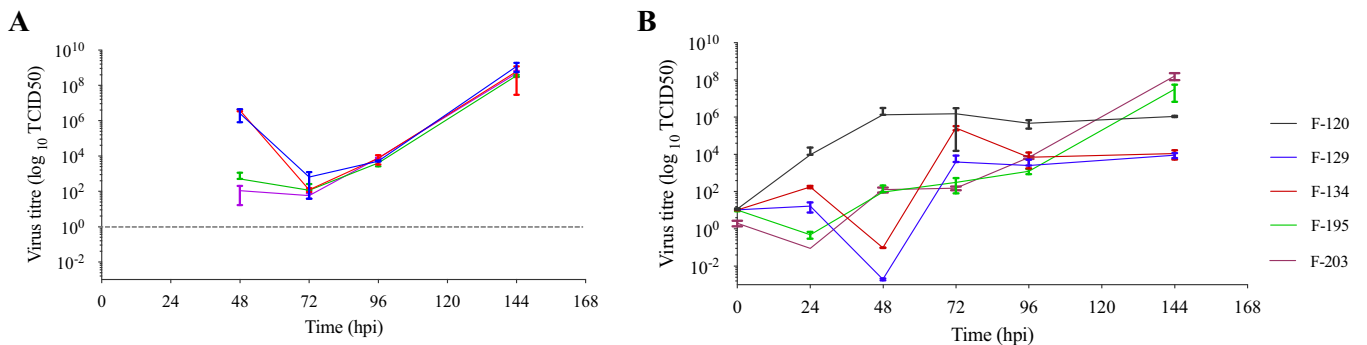 A
Virus titre (log 10 TCID50)
10^10
10^8
10^6
10^4
10^2
10^0
10^-2
0 24 48 72 96 120 144 168
Time (hpi)
B
Virus titre (log 10 TCID50)
10^10
10^8
10^6
10^4
10^2
10^0
10^-2
0 24 48 72 96 120 144 168
Time (hpi)
F-120
F-129
F-134
F-195
F-203